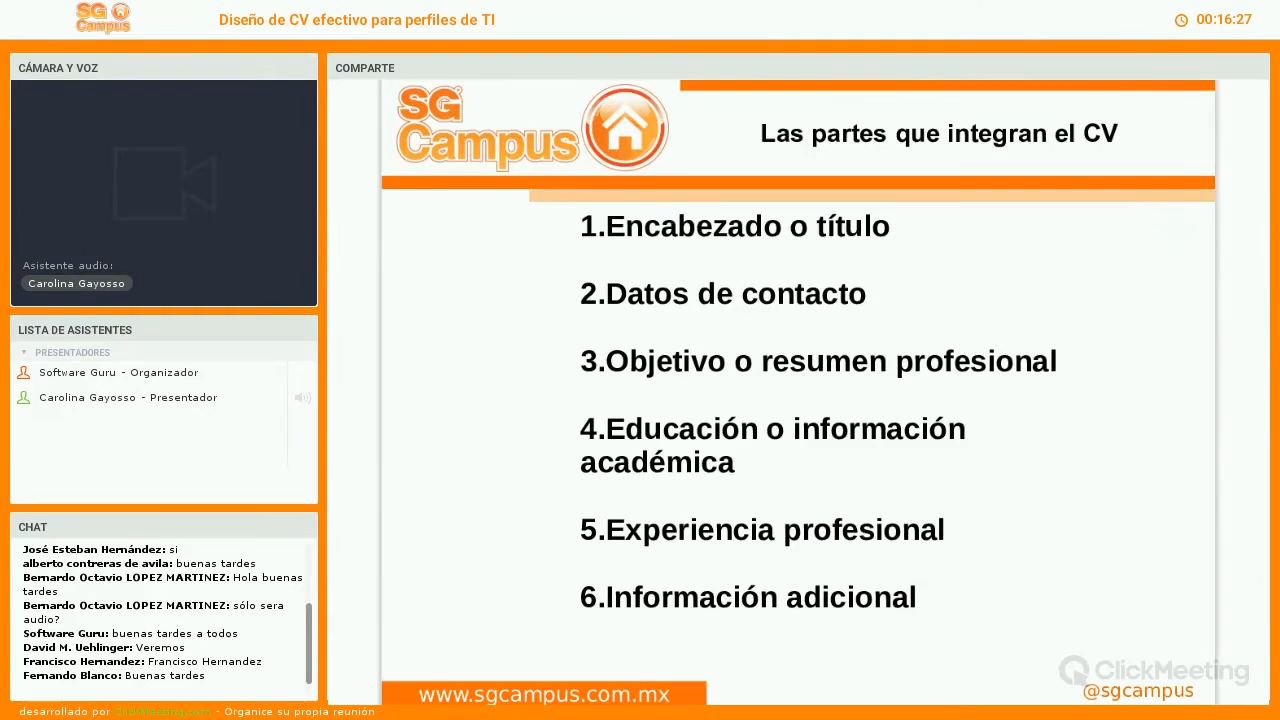 SG Campus
Diseño de CV efectivo para perfiles de TI
00:16:27
CÁMARA Y VOZ
Asistente audio:
Carolina Gayosso
LISTA DE ASISTENTES
PRESENTADORES
Software Guru - Organizador
Carolina Gayosso - Presentador
CHAT
José Esteban Hernández: si
alberto contreras de avila: buenas tardes
Bernardo Octavio LOPEZ MARTINEZ: Hola buenas
tardes
Bernardo Octavio LOPEZ MARTINEZ: sólo sera
audio?
Software Guru: buenas tardes a todos
David M. Uehlinger: Veremos
Francisco Hernandez: Francisco Hernandez
Fernando Blanco: Buenas tardes
COMPARTE
SG
Campus
Las partes que integran el CV
1.Encabezado o título
2.Datos de contacto
3.Objetivo o resumen profesional
4.Educación o información
académica
5.Experiencia profesional
6.Información adicional
ClickMeeting
www.sgcampus.com.mx
@sgcampus
desarrollado por ClickMeeting.com - Organice su propia reunión